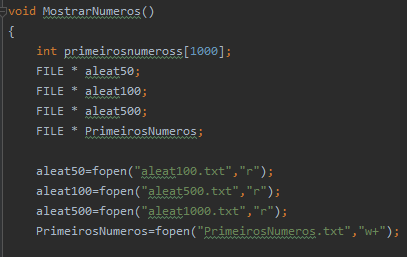 void MostrarNumeros()
{
int primeirosnumeross[1000];
FILE * aleat50;
FILE * aleat100;
FILE * aleat500;
FILE * PrimeirosNumeros;
aleat50=fopen("aleat100.txt","r");
aleat100=fopen("aleat500.txt","r");
aleat500=fopen("aleat1000.txt","r");
PrimeirosNumeros=fopen("PrimeirosNumeros.txt","w+");